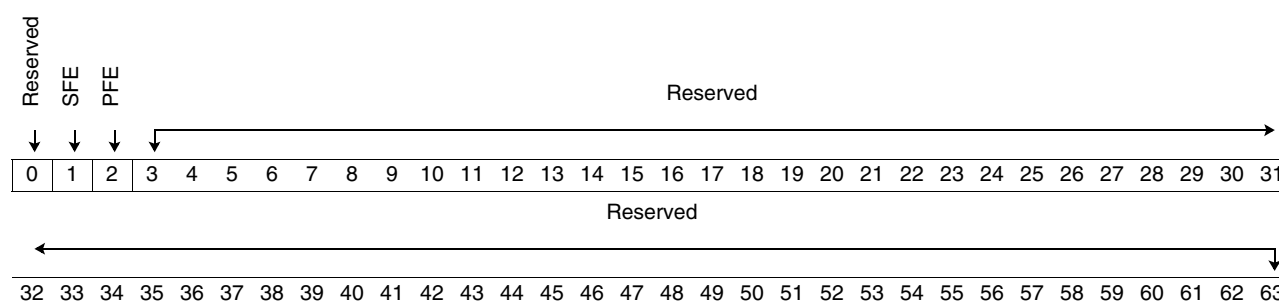 Reserved
SFE
PFE
Reserved
0 1 2 3 4 5 6 7 8 9 10 11 12 13 14 15 16 17 18 19 20 21 22 23 24 25 26 27 28 29 30 31
Reserved
32 33 34 35 36 37 38 39 40 41 42 43 44 45 46 47 48 49 50 51 52 53 54 55 56 57 58 59 60 61 62 63